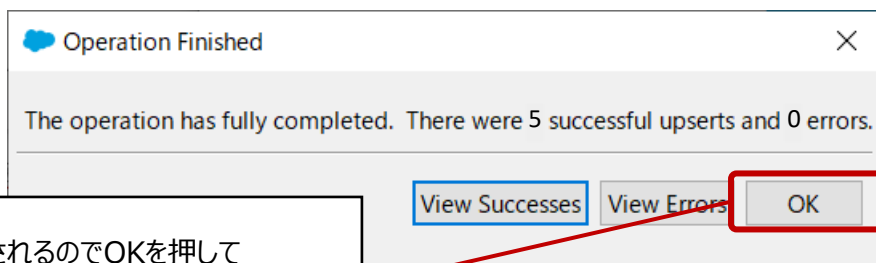 Operation Finished
The operation has fully completed. There were 5 successful upserts and 0 errors.
View Successes View Errors OK
されるのでOKを押して